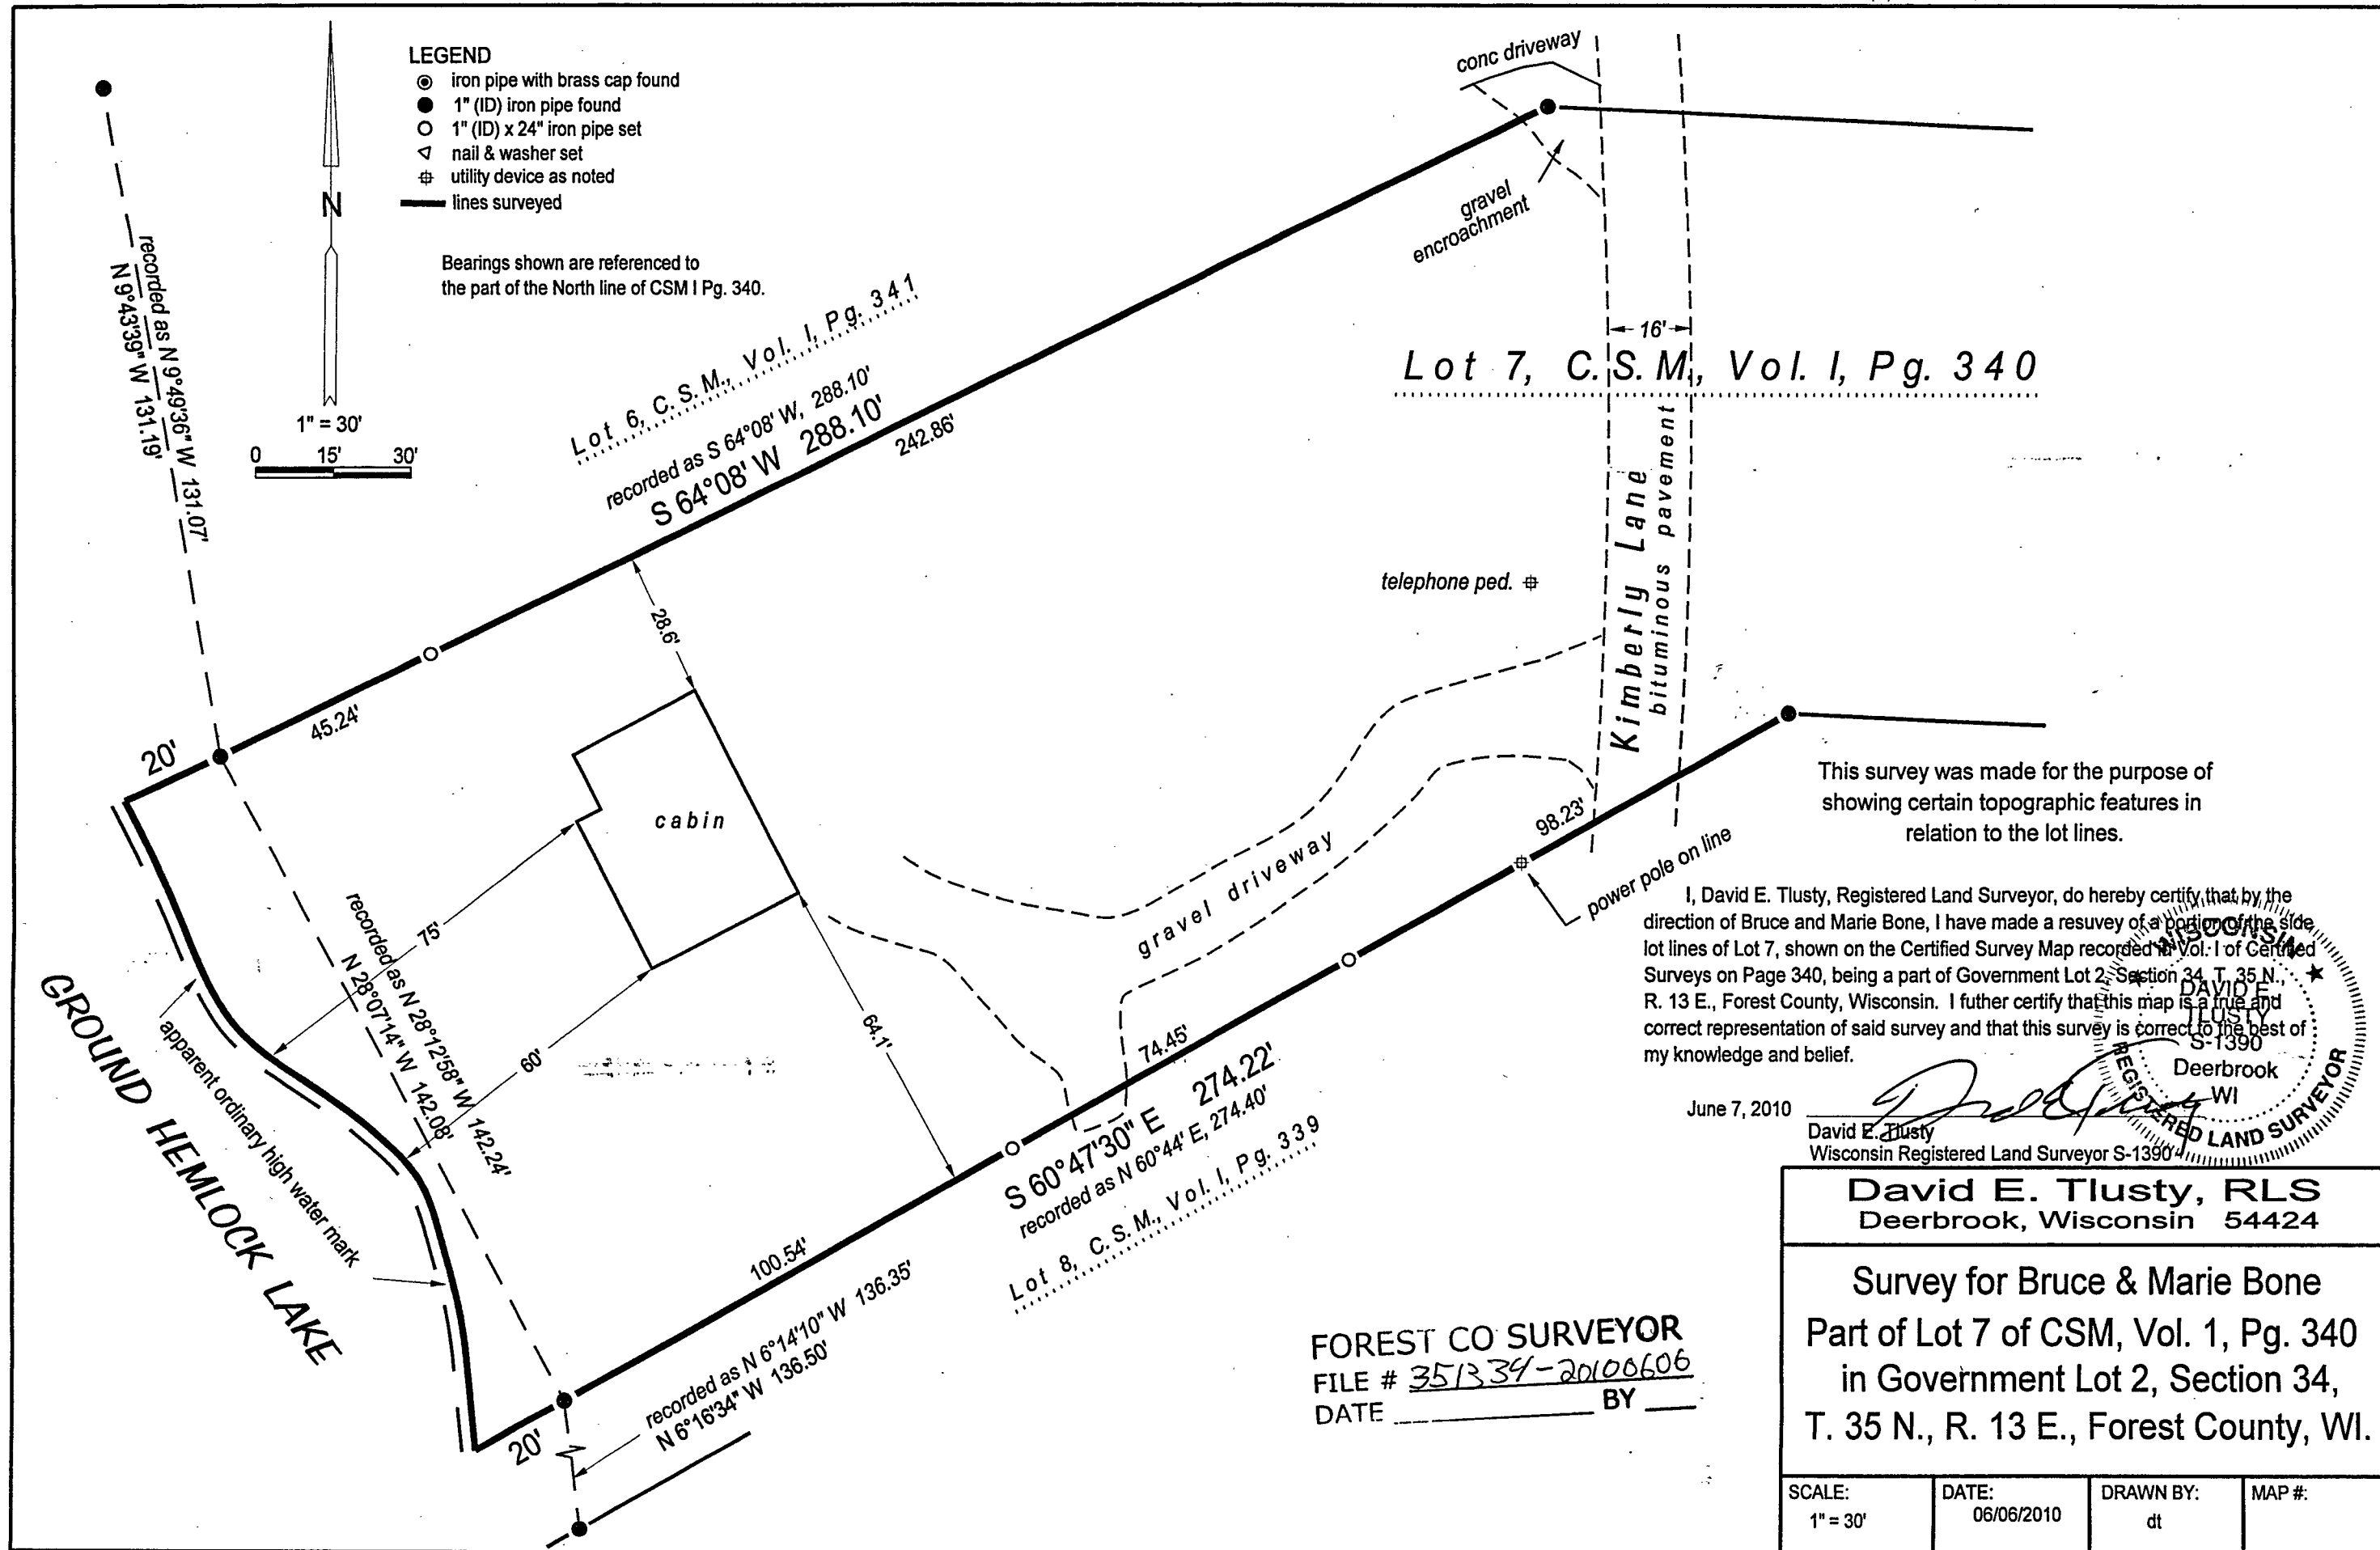 LEGEND
iron pipe with brass cap found
1" (ID) iron pipe found
1" (ID) x 24" iron pipe set
nail & washer set
utility device as noted
lines surveyed
Bearings shown are referenced to
the part of the North line of CSM I Pg. 340.
N
1" = 30'
0 15' 30'
recorded as N 9°49'36" W 131.07'
N 9°43'39" W 131.19'
Lot 6, C. S. M., Vol. I, Pg. 341
recorded as S 64°08' W, 288.10'
S 64°08' W 288.10'
242.86'
45.24'
20'
conc driveway
gravel
encroachment
16'
Lot 7, C. S. M., Vol. I, Pg. 340
Kimberly Lane
bituminous pavement
telephone ped.
28.6'
cabin
75'
60'
64.1'
recorded as N 28°12'58" W 142.24'
N 28°07'14" W 142.08'
GROUND HEMLOCK LAKE
apparent ordinary high water mark
gravel driveway
98.23'
power pole on line
74.45'
S 60°47'30" E 274.22'
recorded as N 60°44' E, 274.40'
Lot 8, C. S. M., Vol. I, Pg. 339
100.54'
20'
recorded as N 6°14'10" W 136.35'
N 6°16'34" W 136.50'
This survey was made for the purpose of
showing certain topographic features in
relation to the lot lines.
I, David E. Tlusty, Registered Land Surveyor, do hereby certify that by the
direction of Bruce and Marie Bone, I have made a resuvey of a portion of the side
lot lines of Lot 7, shown on the Certified Survey Map recorded in Vol. I of Certified
Surveys on Page 340, being a part of Government Lot 2, Section 34, T. 35 N.,
R. 13 E., Forest County, Wisconsin. I futher certify that this map is a true and
correct representation of said survey and that this survey is correct to the best of
my knowledge and belief.
WISCONSIN
DAVID E
TLUSTY
S-1390
Deerbrook
WI
REGISTERED LAND SURVEYOR
June 7, 2010
David E. Tlusty
Wisconsin Registered Land Surveyor S-1390
FOREST CO SURVEYOR
FILE # 351334-20100606
DATE BY
David E. Tlusty, RLS
Deerbrook, Wisconsin 54424
Survey for Bruce & Marie Bone
Part of Lot 7 of CSM, Vol. 1, Pg. 340
in Government Lot 2, Section 34,
T. 35 N., R. 13 E., Forest County, WI.
SCALE: DATE: DRAWN BY: MAP #:
1" = 30' 06/06/2010 dt